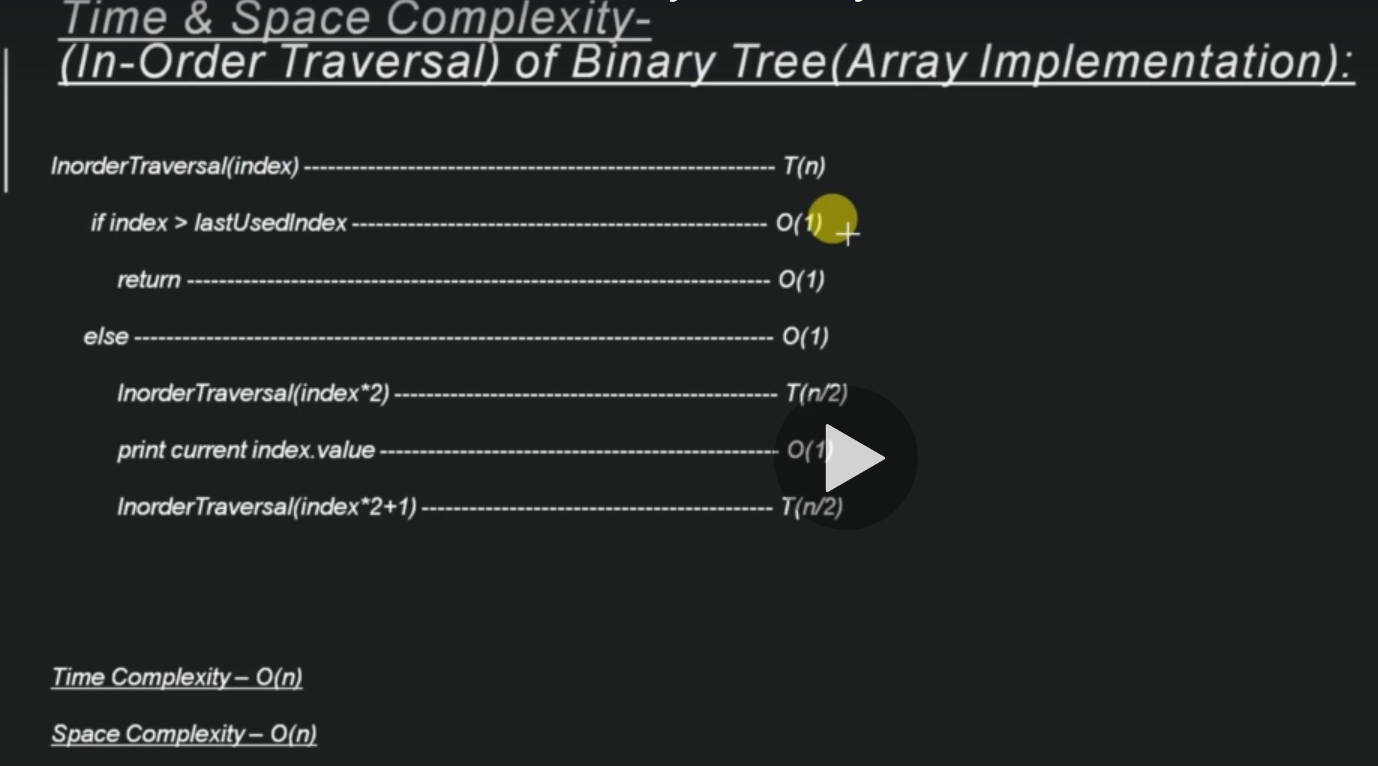 Time & Space Complexity-
(In-Order Traversal) of Binary Tree(Array Implementation):
InorderTraversal(index) ------------------------------------------------------------ T(n)
if index > lastUsedIndex ----------------------------------------------------- O(1)
return -------------------------------------------------------------------------- O(1)
else --------------------------------------------------------------------------------- O(1)
InorderTraversal(index*2) ------------------------------------------------- T(n/2)
print current index.value --------------------------------------------------- O(1)
InorderTraversal(index*2+1) --------------------------------------------- T(n/2)
Time Complexity – O(n)
Space Complexity – O(n)